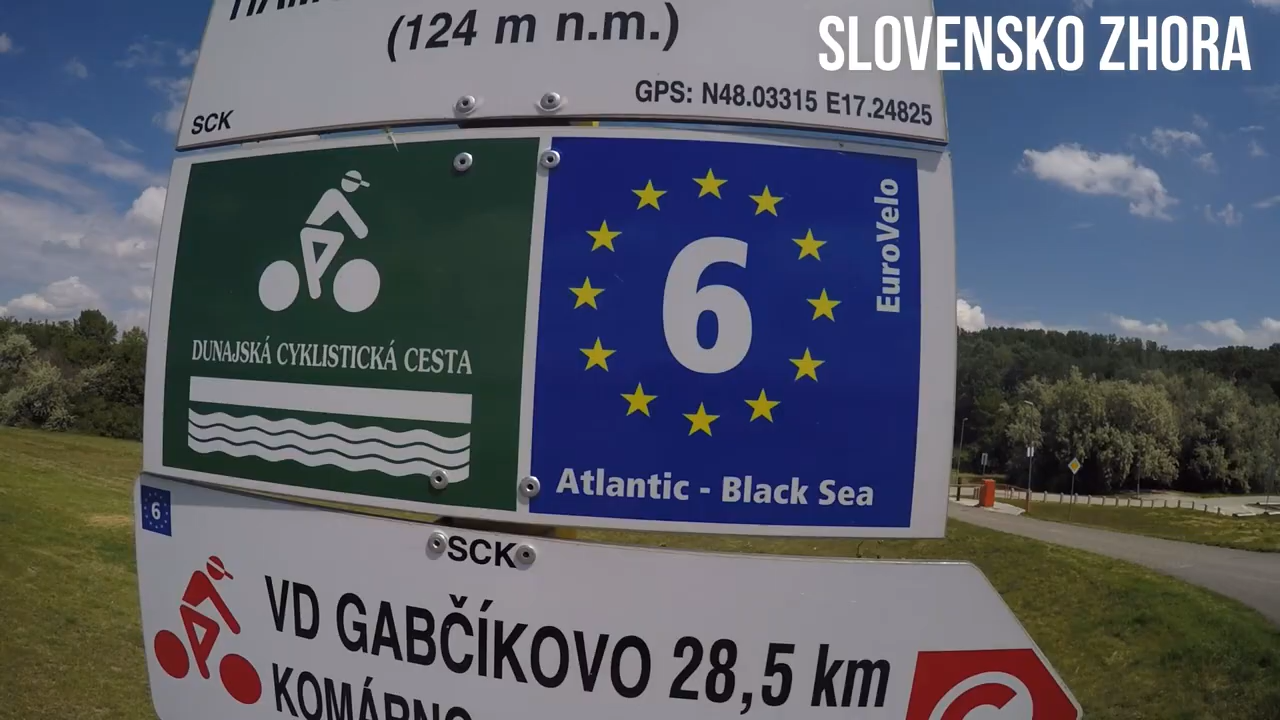 SLOVENSKO ZHORA
(124 m n.m.)
GPS: N48.03315 E17.24825
SCK
DUNAJSKÁ CYKLISTICKÁ CESTA
6
EuroVelo
Atlantic - Black Sea
6
SCK
VD GABČÍKOVO 28,5 km
KOMÁRNO